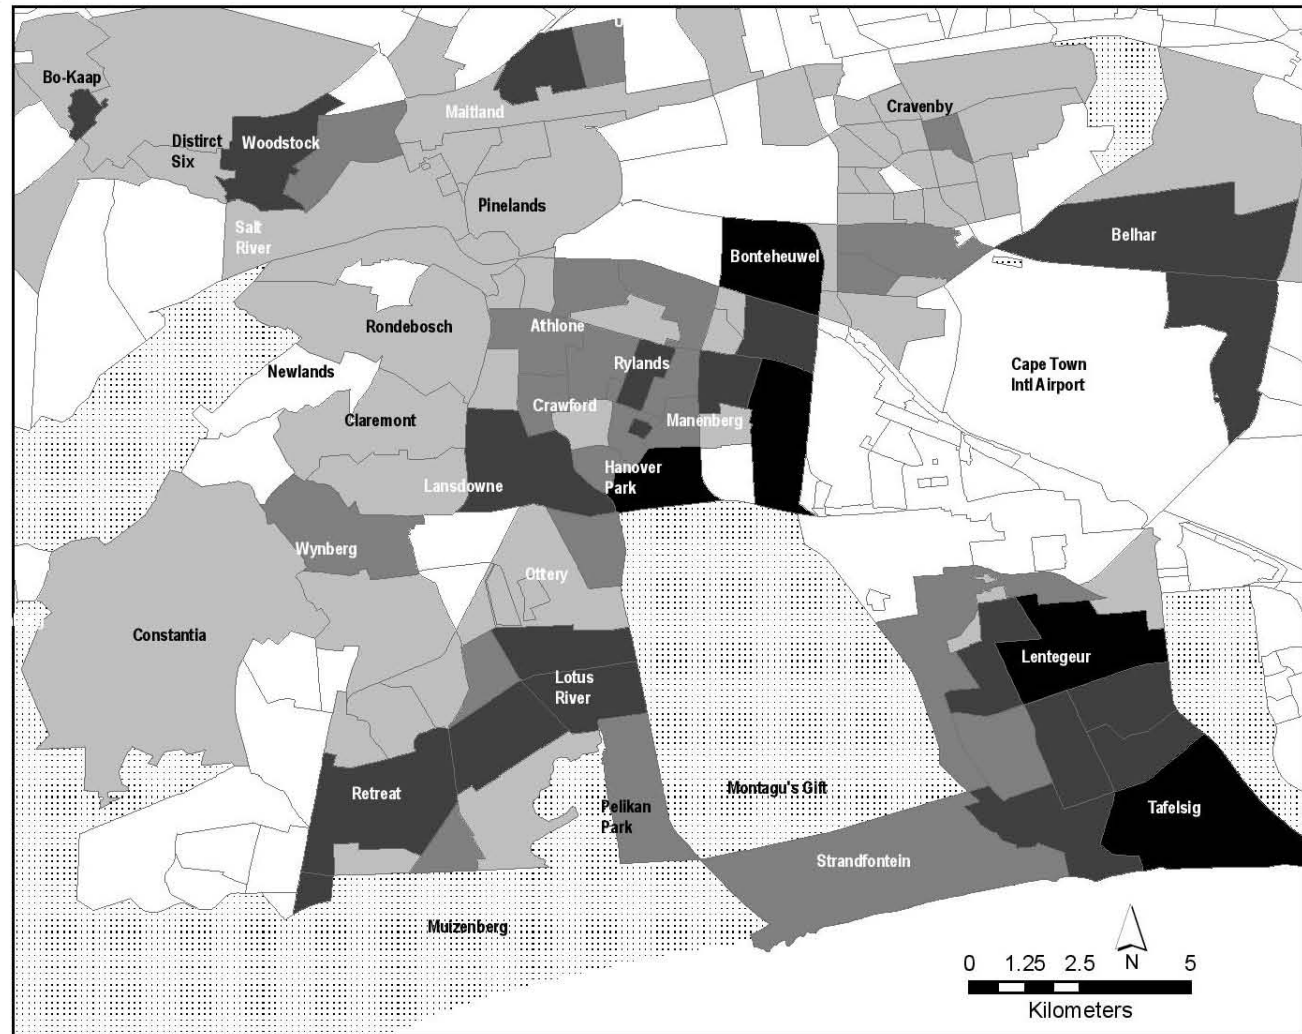 Bo-Kaap
Maitland
Cravenby
Distirct
Six
Woodstock
Pinelands
Salt
River
Belhar
Bonteheuwel
Rondebosch
Athlone
Rylands
Newlands
Cape Town
Intl Airport
Claremont
Crawford
Manenberg
Lansdowne
Hanover
Park
Wynberg
Ottery
Constantia
Lentegeur
Lotus
River
Retreat
Montagu's Gift
Pelikan
Park
Tafelsig
Strandfontein
Muizenberg
N
0 1.25 2.5 5
Kilometers